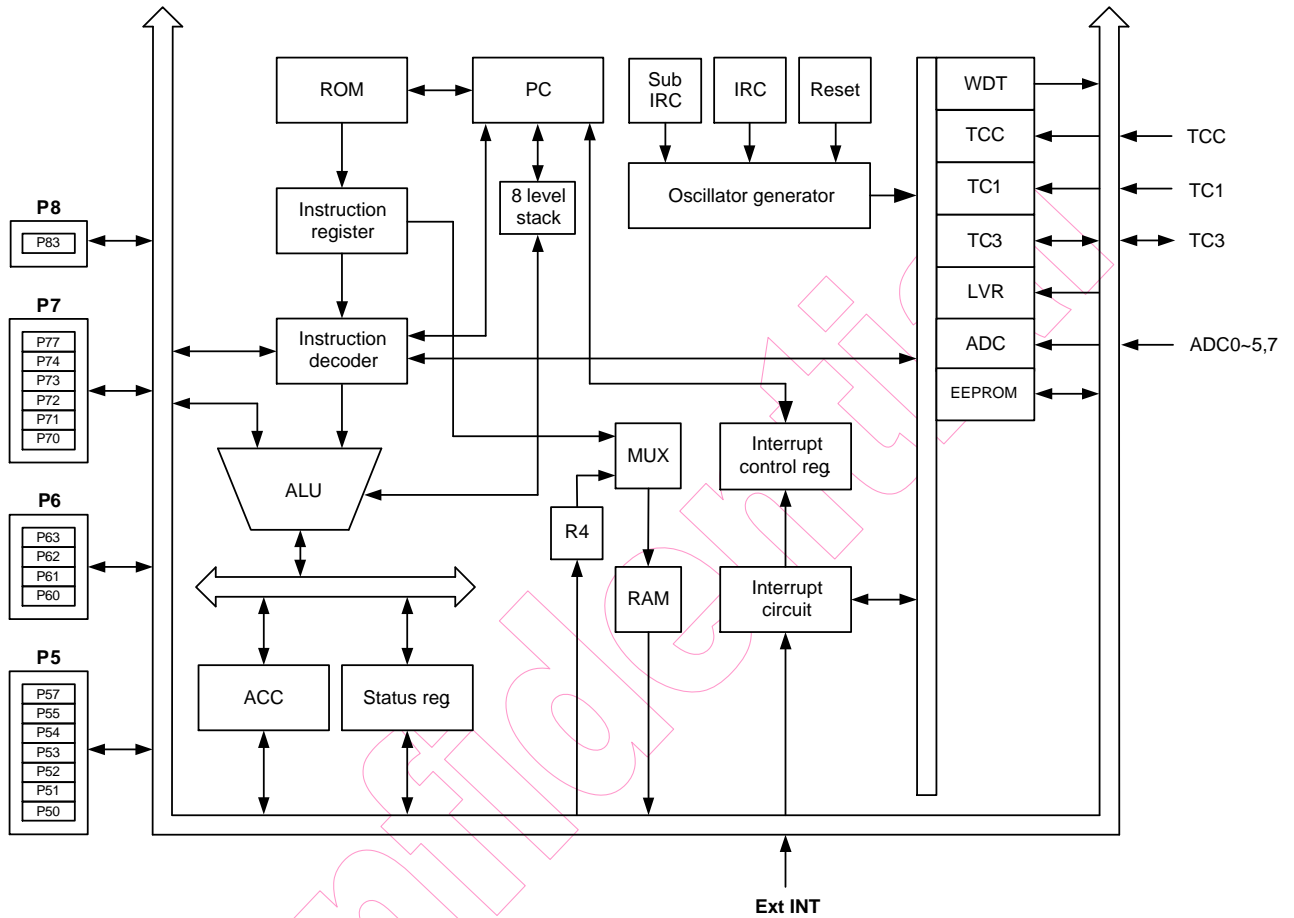 ROM
PC
Sub
IRC
IRC
Reset
WDT
TCC
TCC
TC1
TC1
TC3
TC3
LVR
ADC
ADC0~5,7
EEPROM
Oscillator generator
8 level
stack
Instruction
register
Instruction
decoder
P8
P83
P7
P77
P74
P73
P72
P71
P70
ALU
MUX
Interrupt
control reg.
R4
P6
P63
P62
P61
P60
RAM
Interrupt
circuit
P5
P57
P55
P54
P53
P52
P51
P50
ACC
Status reg.
Ext INT